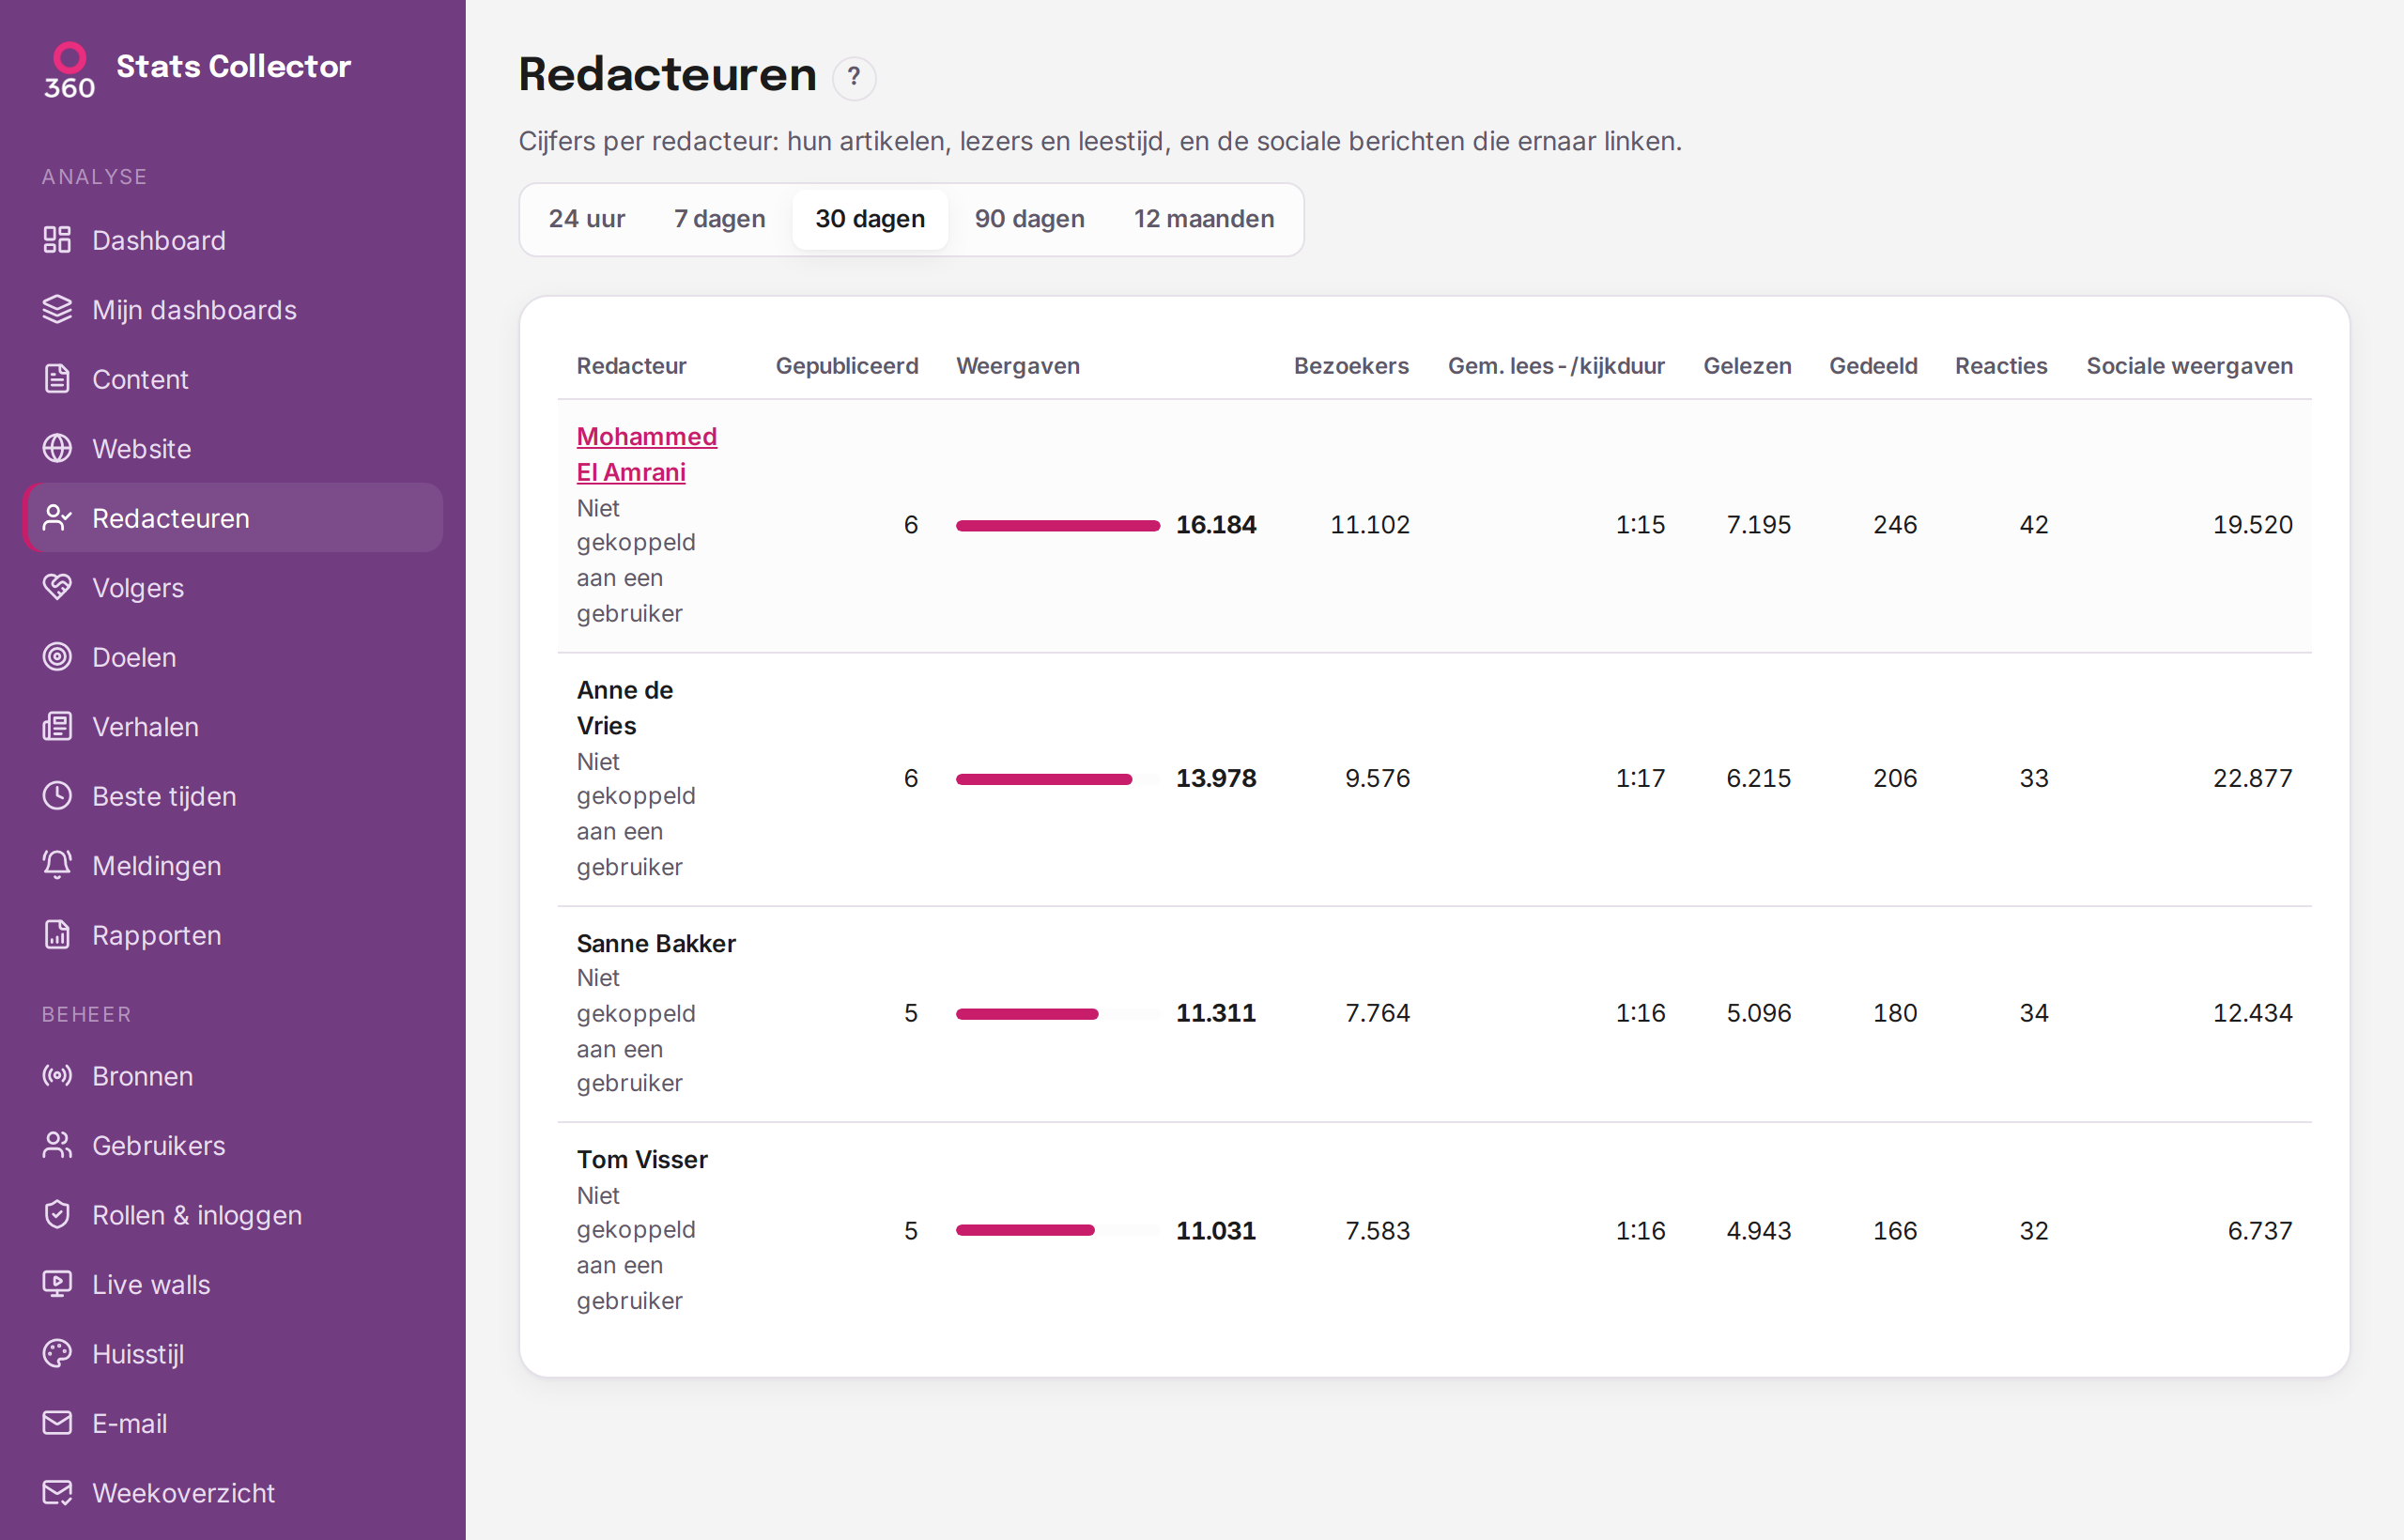 360
Stats Collector
ANALYSE
Dashboard
Mijn dashboards
Content
Website
Redacteuren
Volgers
Doelen
Verhalen
Beste tijden
Meldingen
Rapporten
BEHEER
Bronnen
Gebruikers
Rollen & inloggen
Live walls
Huisstijl
E-mail
Weekoverzicht
Redacteuren ?
Cijfers per redacteur: hun artikelen, lezers en leestijd, en de sociale berichten die ernaar linken.
24 uur 7 dagen 30 dagen 90 dagen 12 maanden
Redacteur Gepubliceerd Weergaven Bezoekers Gem. lees-/kijkduur Gelezen Gedeeld Reacties Sociale weergaven
Mohammed
El Amrani
Niet
gekoppeld
aan een
gebruiker
6 16.184 11.102 1:15 7.195 246 42 19.520
Anne de
Vries
Niet
gekoppeld
aan een
gebruiker
6 13.978 9.576 1:17 6.215 206 33 22.877
Sanne Bakker
Niet
gekoppeld
aan een
gebruiker
5 11.311 7.764 1:16 5.096 180 34 12.434
Tom Visser
Niet
gekoppeld
aan een
gebruiker
5 11.031 7.583 1:16 4.943 166 32 6.737